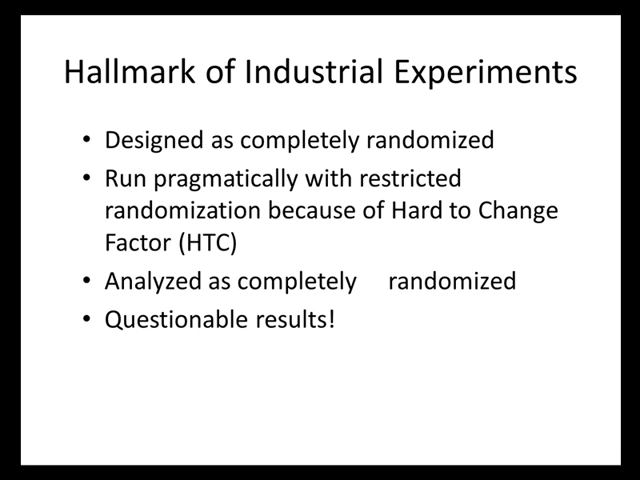 Hallmark of Industrial Experiments
• Designed as completely randomized
• Run pragmatically with restricted
randomization because of Hard to Change
Factor (HTC)
• Analyzed as completely randomized
• Questionable results!